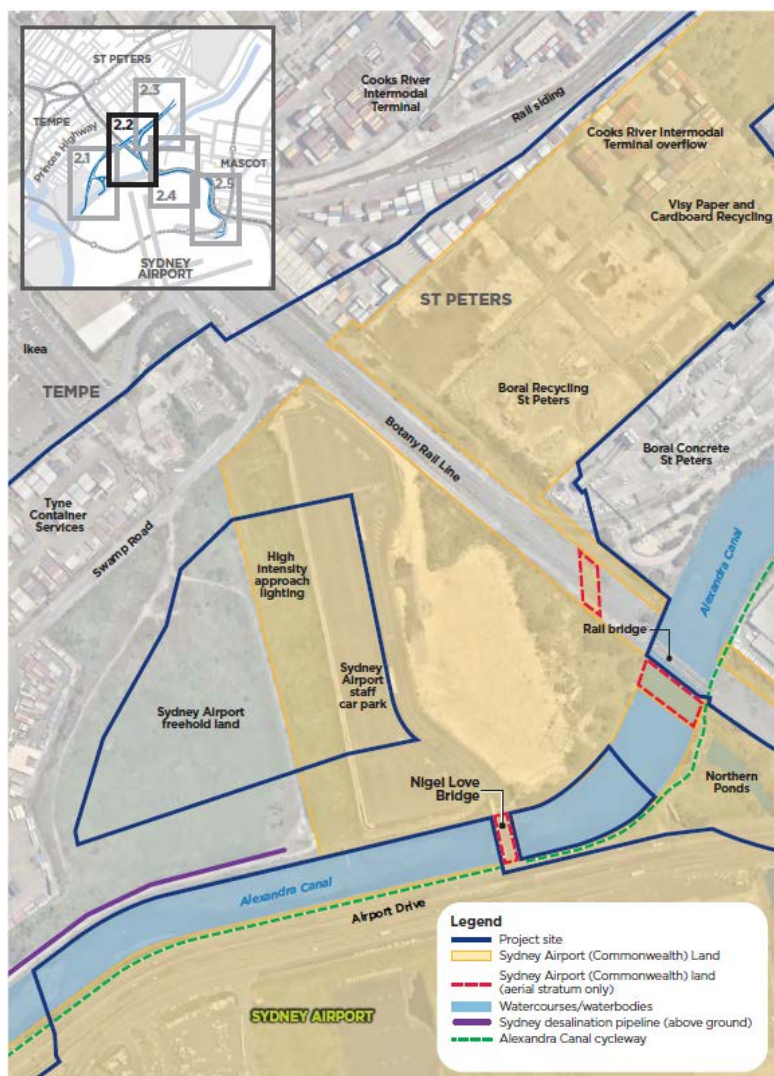 ST PETERS
2.3
TEMPE
Princes Highway
2.2
2.1
MASCOT
2.4
2.5
SYDNEY
AIRPORT
Cooks River
Intermodal
Terminal
Rail siding
Cooks River Intermodal
Terminal overflow
Visy Paper and
Cardboard Recycling
ST PETERS
Ikea
TEMPE
Boral Recycling
St Peters
Botany Rail Line
Boral Concrete
St Peters
Tyne
Container
Services
Swamp Road
High
intensity
approach
lighting
Alexandra Canal
Rail bridge
Sydney
Airport
staff
car park
Sydney Airport
freehold land
Nigel Love
Bridge
Northern
Ponds
Alexandra Canal
Airport Drive
SYDNEY AIRPORT
Legend
Project site
Sydney Airport (Commonwealth) Land
Sydney Airport (Commonwealth) land
(aerial stratum only)
Watercourses/waterbodies
Sydney desalination pipeline (above ground)
Alexandra Canal cycleway